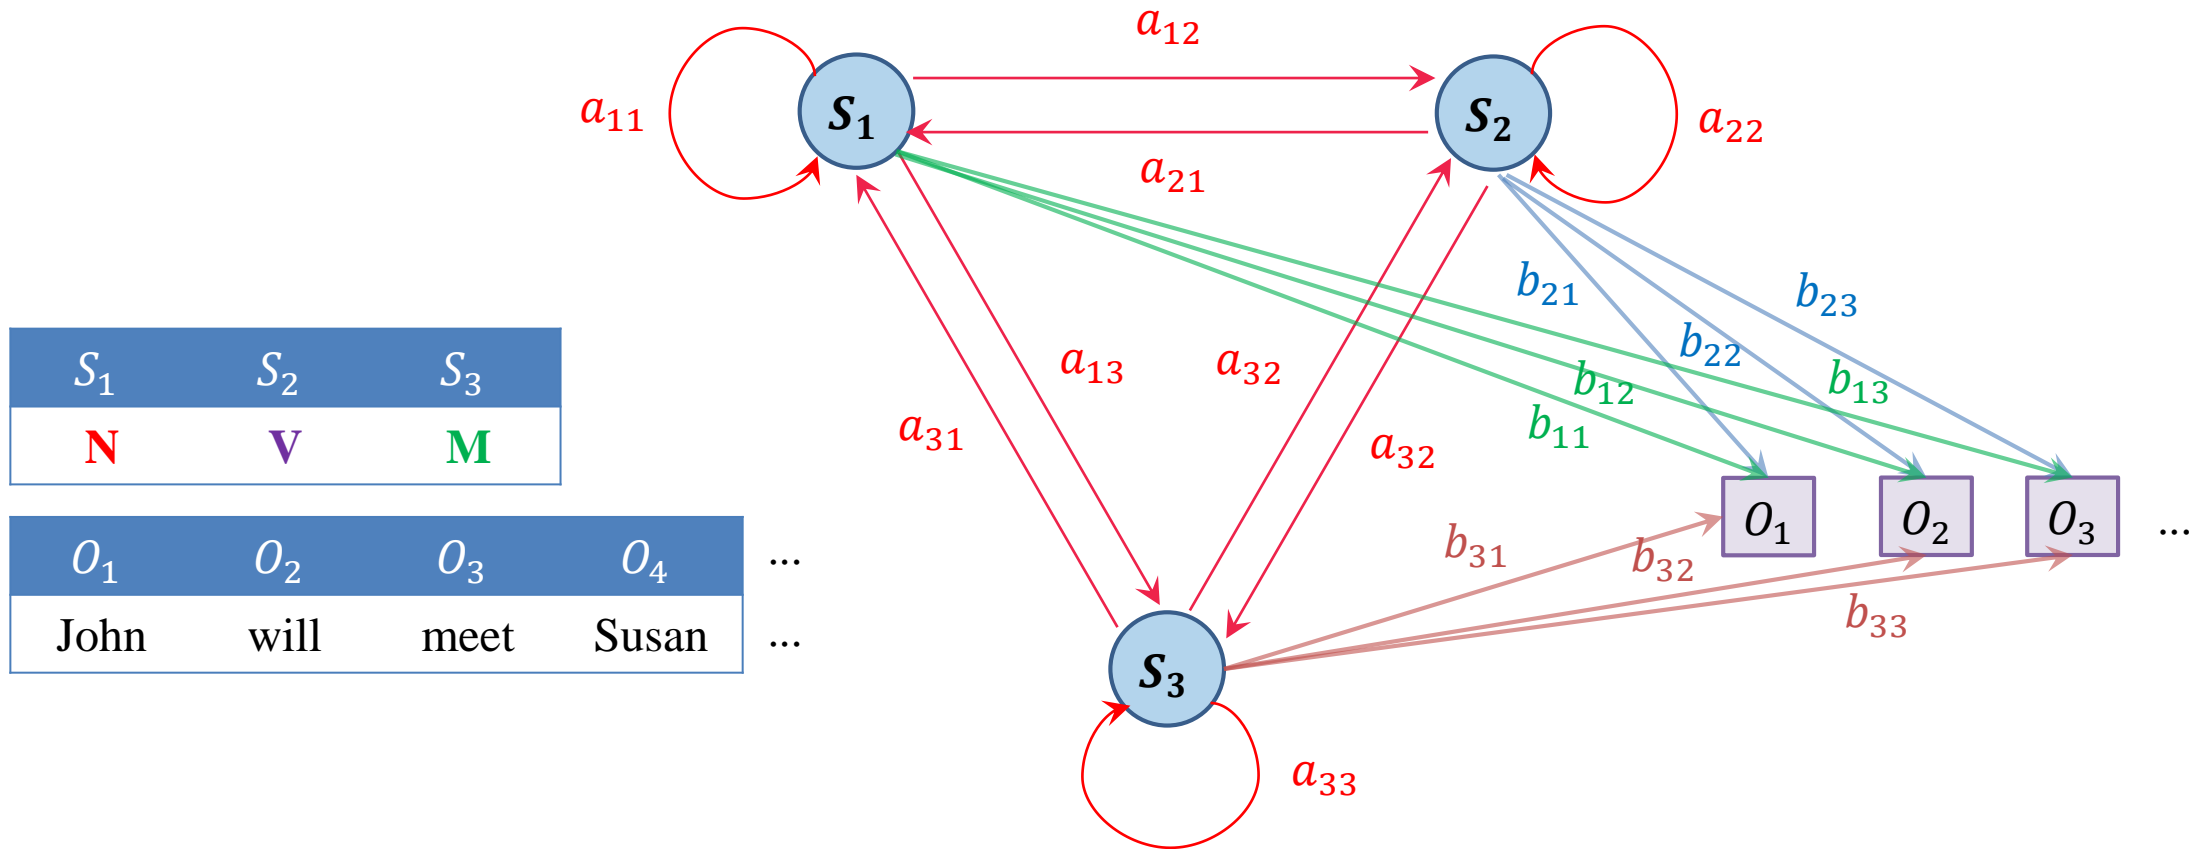 a₁₂
a₁₁
S₁
S₂
a₂₂
a₂₁
b₂₁
b₂₃
b₂₂
a₁₃
a₃₂
b₁₂
b₁₃
a₃₁
b₁₁
a₃₂
S₁ S₂ S₃
N V M
O₁ O₂ O₃ ...
b₃₁
b₃₂
O₁ O₂ O₃ O₄ ...
John will meet Susan ...
b₃₃
S₃
a₃₃